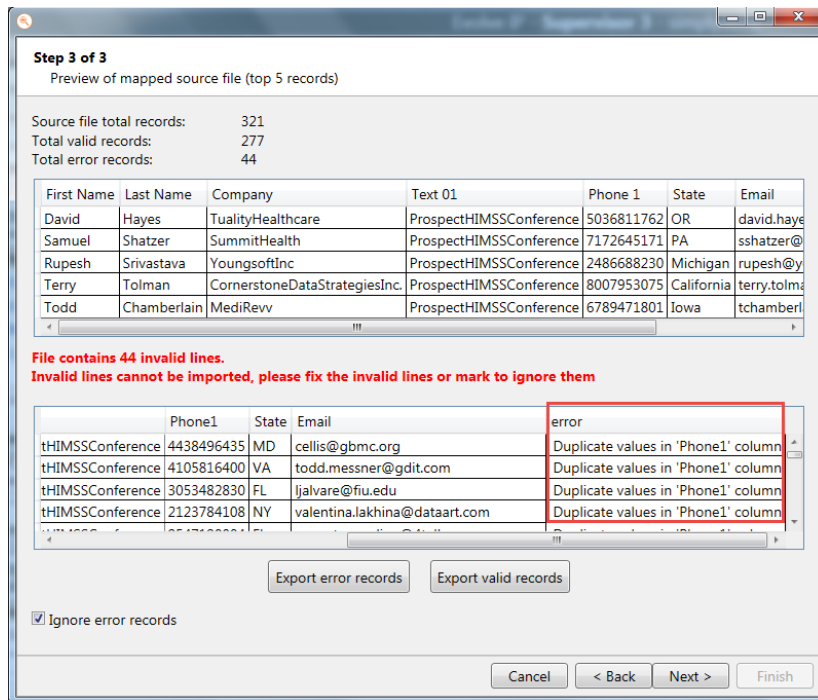 Step 3 of 3
Preview of mapped source file (top 5 records)
Source file total records: 321
Total valid records: 277
Total error records: 44
First Name Last Name Company Text 01 Phone 1 State Email
David Hayes TualityHealthcare ProspectHIMSSConference 5036811762 OR david.haye
Samuel Shatzer SummitHealth ProspectHIMSSConference 7172645171 PA sshatzer@
Rupesh Srivastava YoungsoftInc ProspectHIMSSConference 2486688230 Michigan rupesh@y
Terry Tolman CornerstoneDataStrategiesInc. ProspectHIMSSConference 8007953075 California terry.tolma
Todd Chamberlain MediRevv ProspectHIMSSConference 6789471801 Iowa tchamberl
File contains 44 invalid lines.
Invalid lines cannot be imported, please fix the invalid lines or mark to ignore them
Phone1 State Email error
tHIMSSConference 4438496435 MD cellis@gbmc.org Duplicate values in 'Phone1' column
tHIMSSConference 4105816400 VA todd.messner@gdit.com Duplicate values in 'Phone1' column
tHIMSSConference 3053482830 FL ljalvare@fiu.edu Duplicate values in 'Phone1' column
tHIMSSConference 2123784108 NY valentina.lakhina@dataart.com Duplicate values in 'Phone1' column
Export error records Export valid records
Ignore error records
Cancel < Back Next > Finish